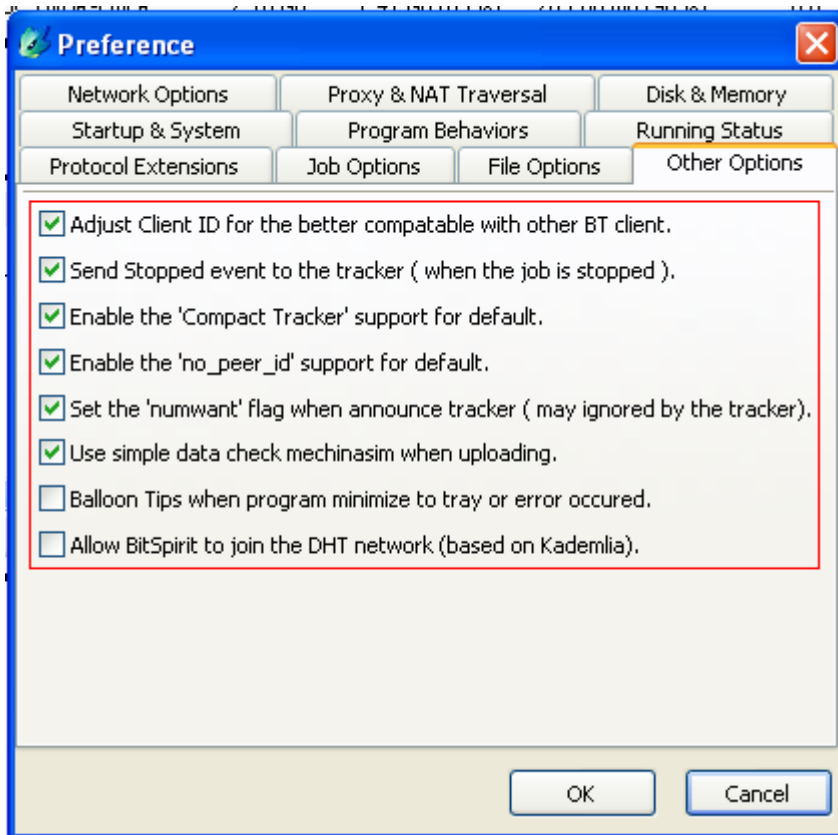 Preference
Network Options
Proxy & NAT Traversal
Disk & Memory
Startup & System
Program Behaviors
Running Status
Protocol Extensions
Job Options
File Options
Other Options
Adjust Client ID for the better compatable with other BT client.
Send Stopped event to the tracker ( when the job is stopped ).
Enable the 'Compact Tracker' support for default.
Enable the 'no_peer_id' support for default.
Set the 'numwant' flag when announce tracker ( may ignored by the tracker).
Use simple data check mechinasim when uploading.
Balloon Tips when program minimize to tray or error occured.
Allow BitSpirit to join the DHT network (based on Kademlia).
OK
Cancel